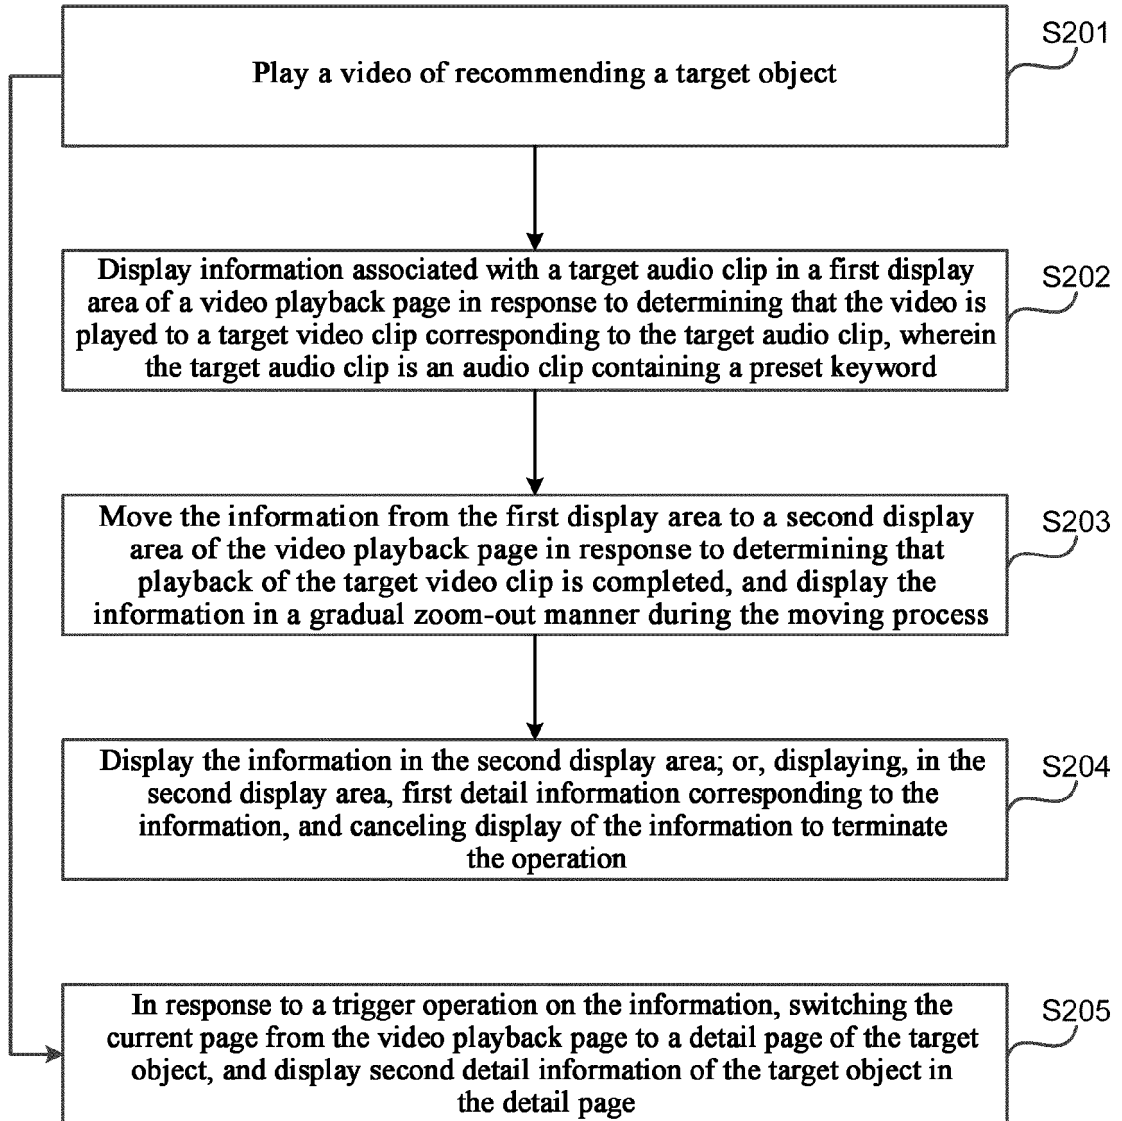 S201
Play a video of recommending a target object
Display information associated with a target audio clip in a first display
area of a video playback page in response to determining that the video is
played to a target video clip corresponding to the target audio clip, wherein
the target audio clip is an audio clip containing a preset keyword
S202
Move the information from the first display area to a second display
area of the video playback page in response to determining that
playback of the target video clip is completed, and display the
information in a gradual zoom-out manner during the moving process
S203
Display the information in the second display area; or, displaying, in the
second display area, first detail information corresponding to the
information, and canceling display of the information to terminate
the operation
S204
In response to a trigger operation on the information, switching the
current page from the video playback page to a detail page of the target
object, and display second detail information of the target object in
the detail page
S205